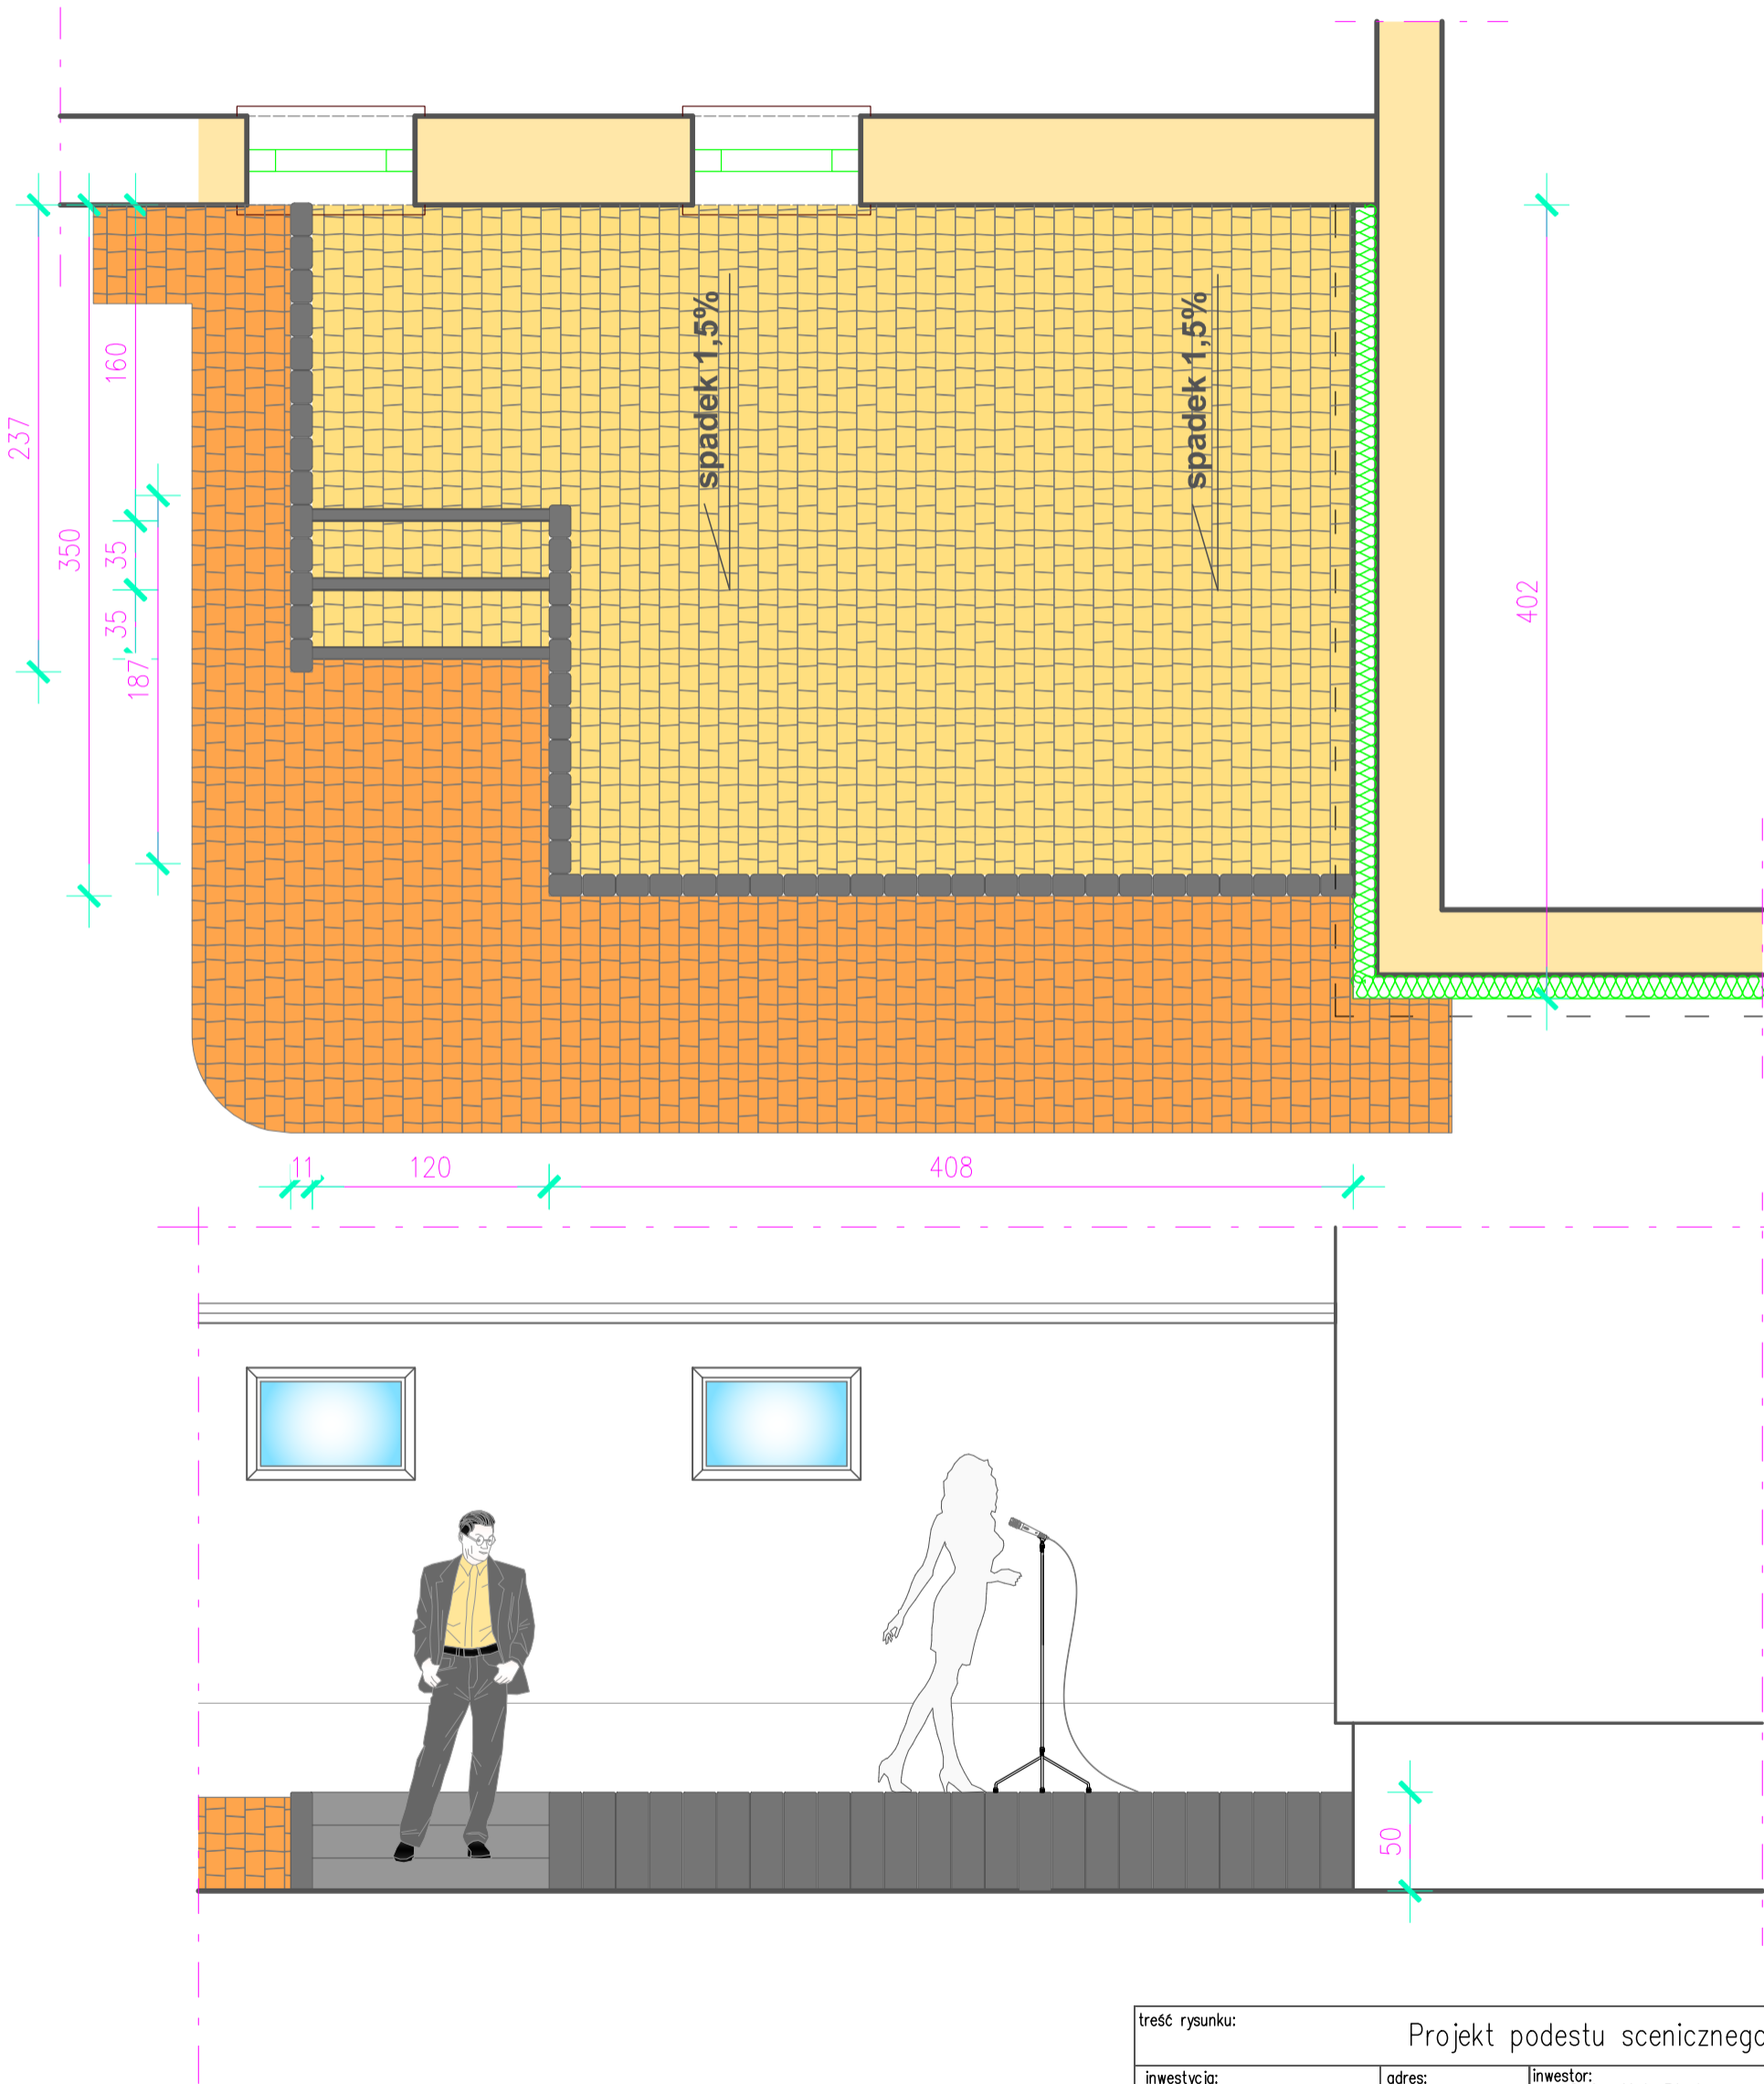 spadek 1,5%
spadek 1,5%
160
237
350
35
35
187
402
11
120
408
50
treść rysunku:
Projekt podestu scenicznego
inwestycja:
adres:
inwestor: